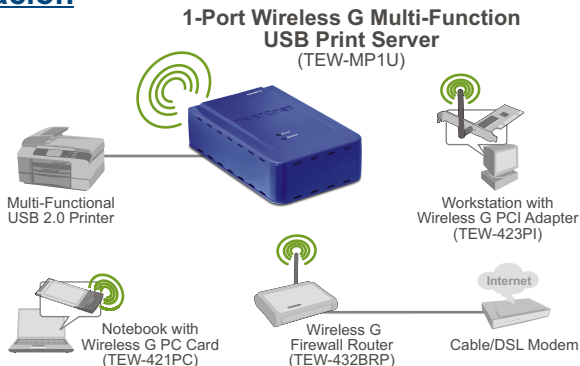 1-Port Wireless G Multi-Function
USB Print Server
(TEW-MP1U)
TRENDNET
Multi-Functional
USB 2.0 Printer
Workstation with
Wireless G PCI Adapter
(TEW-423PI)
Notebook with
Wireless G PC Card
(TEW-421PC)
Wireless G
Firewall Router
(TEW-432BRP)
Internet
Cable/DSL Modem